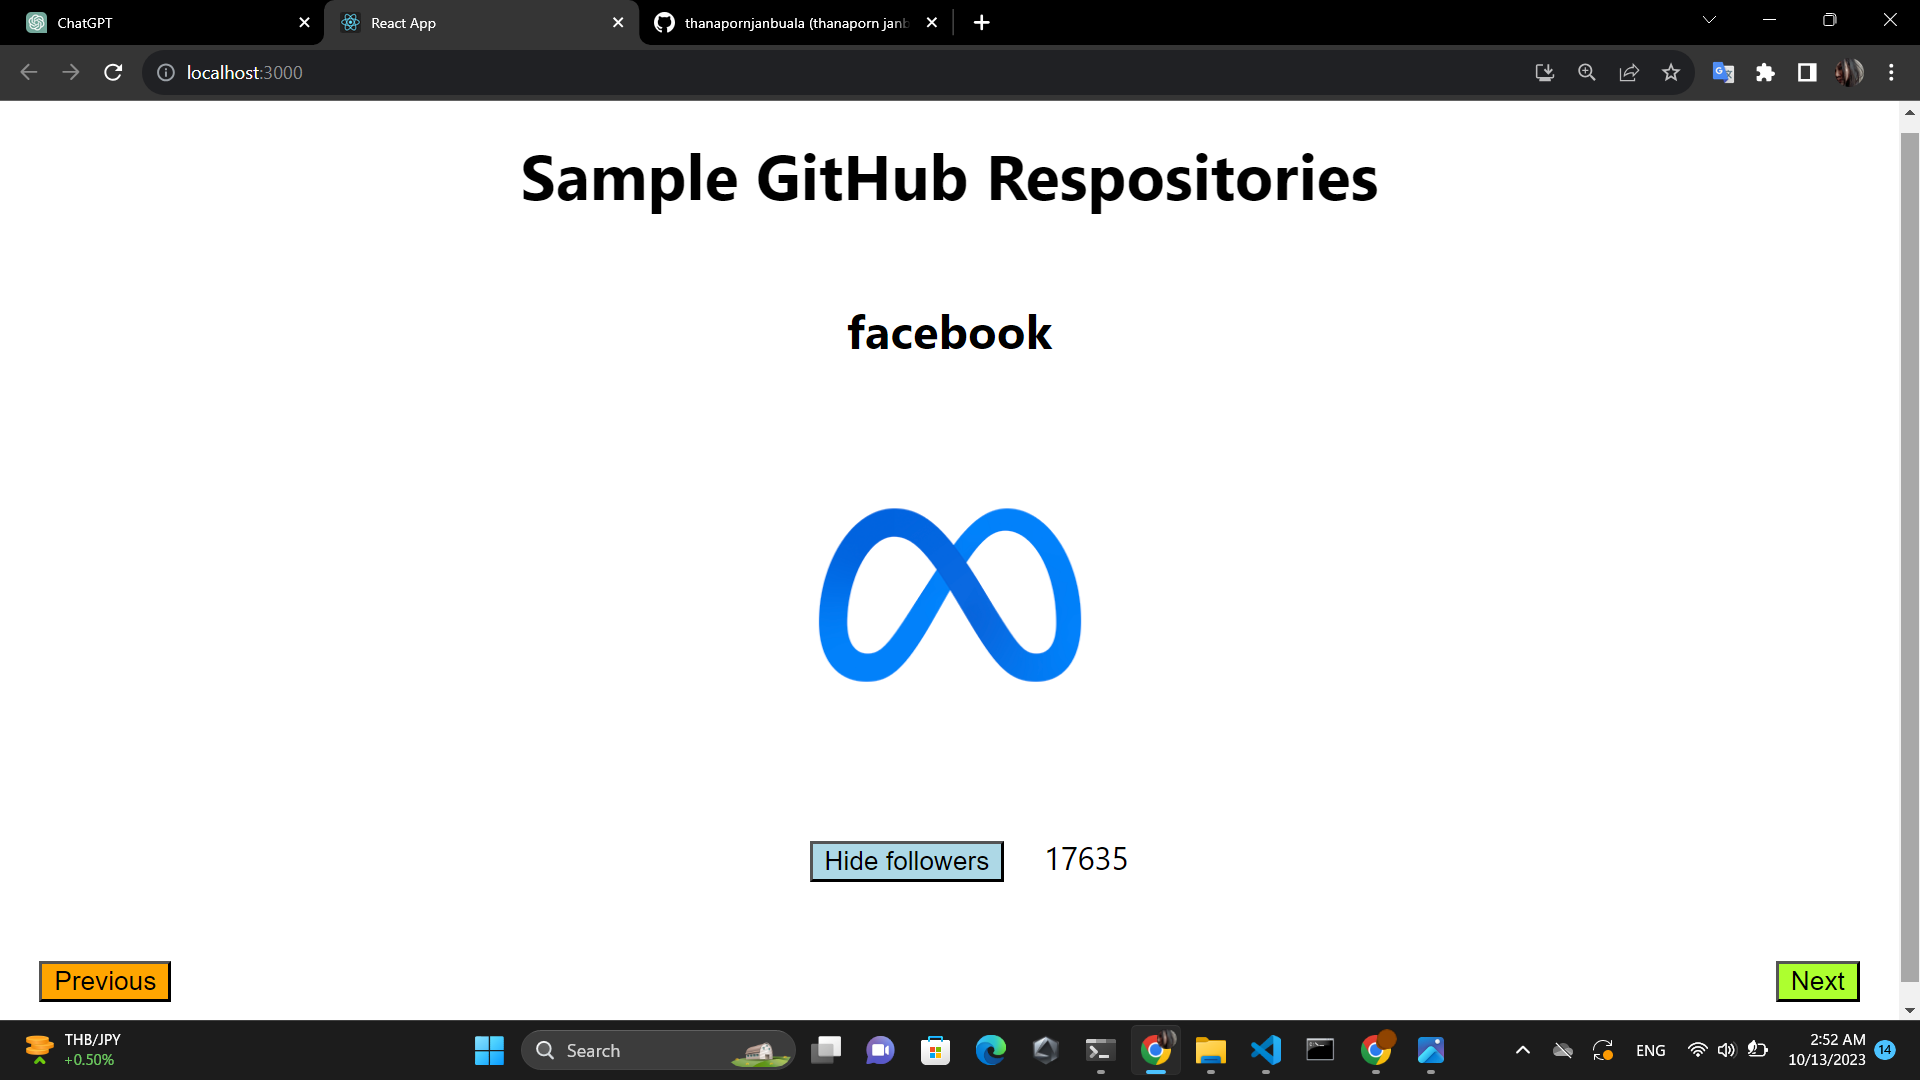 ChatGPT
React App
thanapornjanbuala (thanaporn janb
localhost:3000
Sample GitHub Respositories
facebook
Hide followers 17635
Previous
Next
THB/JPY
+0.50%
Search
ENG
2:52 AM
10/13/2023
14